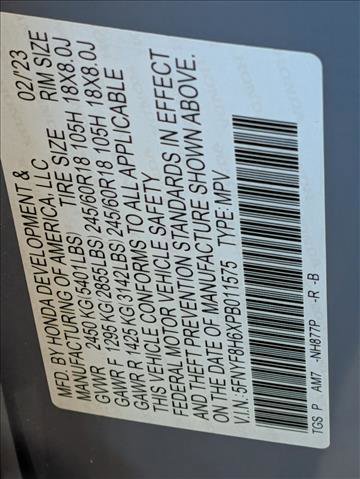 MFD. BY HONDA DEVELOPMENT & 02/'23
MANUFACTURING OF AMERICA, LLC
TIRE SIZE RIM SIZE
GVWR 2450 KG(5401LBS)
GAWR F 1295 KG(2855LBS) 245/60R18 105H 18X8.0J
GAWR R 1425 KG(3142LBS) 245/60R18 105H 18X8.0J
THIS VEHICLE CONFORMS TO ALL APPLICABLE
FEDERAL MOTOR VEHICLE SAFETY
AND THEFT PREVENTION STANDARDS IN EFFECT
ON THE DATE OF MANUFACTURE SHOWN ABOVE.
V.I.N: 5FNYF8H6XPB011575 TYPE:MPV
TGS P AM7 -NH877P -R -B